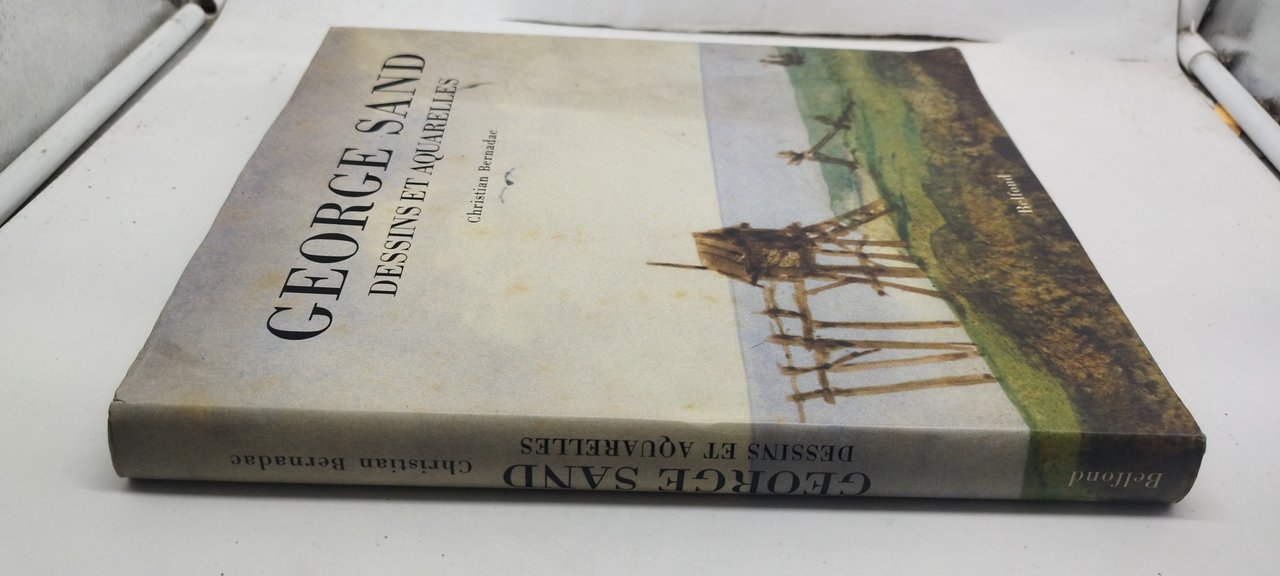 GEORGE SAND
DESSINS ET AQUARELLES
Christian Bernadac
Belfond
Christian Bernadac
GEORGE SAND
DESSINS ET AQUARELLES
Belfond